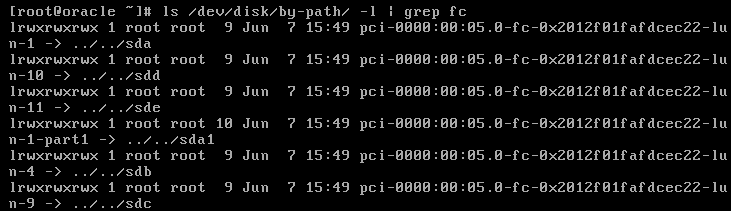 [root@oracle ~]# ls /dev/disk/by-path/ -l | grep fc
lrwxrwxrwx 1 root root  9 Jun  7 15:49 pci-0000:00:05.0-fc-0x2012f01fafdcec22-lu
n-1 -> ../../sda
lrwxrwxrwx 1 root root  9 Jun  7 15:49 pci-0000:00:05.0-fc-0x2012f01fafdcec22-lu
n-10 -> ../../sdd
lrwxrwxrwx 1 root root  9 Jun  7 15:49 pci-0000:00:05.0-fc-0x2012f01fafdcec22-lu
n-11 -> ../../sde
lrwxrwxrwx 1 root root 10 Jun  7 15:49 pci-0000:00:05.0-fc-0x2012f01fafdcec22-lu
n-1-part1 -> ../../sda1
lrwxrwxrwx 1 root root  9 Jun  7 15:49 pci-0000:00:05.0-fc-0x2012f01fafdcec22-lu
n-4 -> ../../sdb
lrwxrwxrwx 1 root root  9 Jun  7 15:49 pci-0000:00:05.0-fc-0x2012f01fafdcec22-lu
n-9 -> ../../sdc